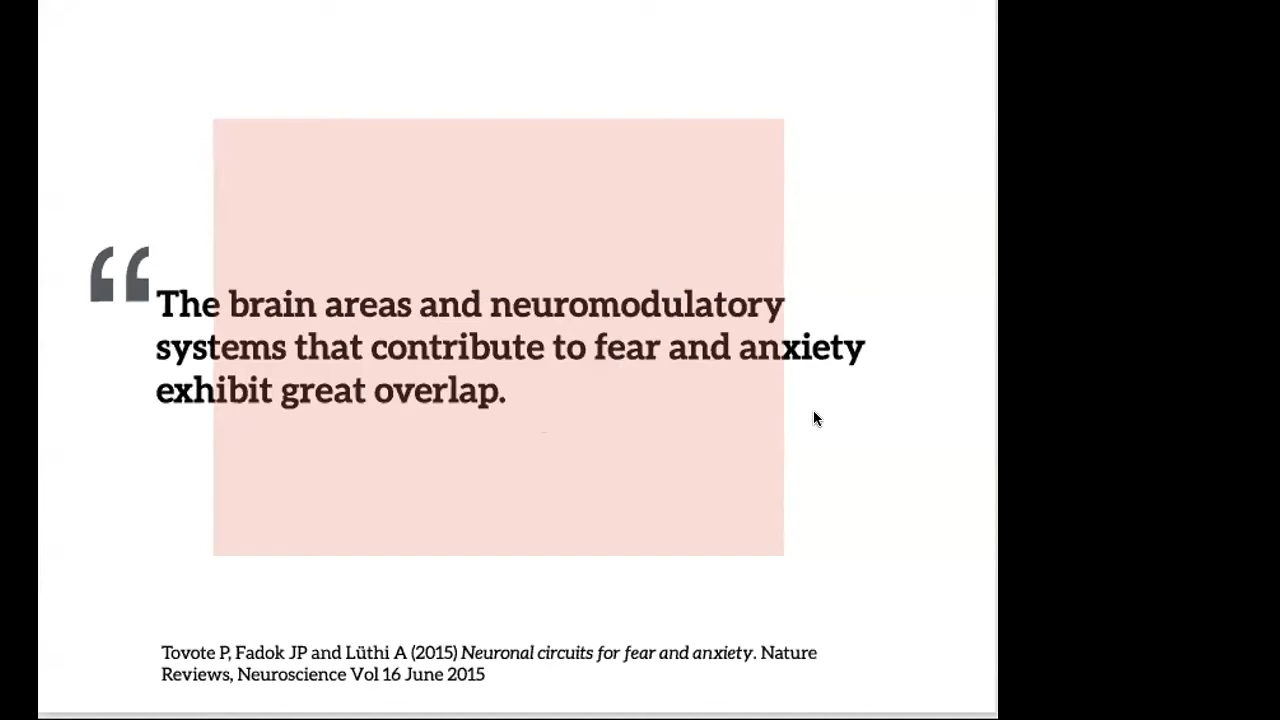 “The brain areas and neuromodulatory
systems that contribute to fear and anxiety
exhibit great overlap.
Tovote P, Fadok JP and Lüthi A (2015) Neuronal circuits for fear and anxiety. Nature
Reviews, Neuroscience Vol 16 June 2015